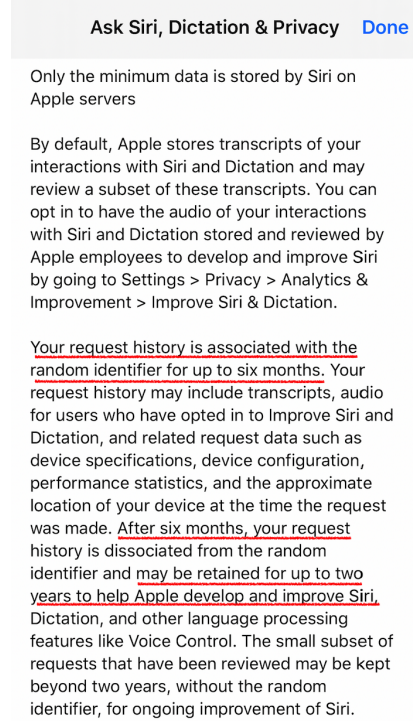 Ask Siri, Dictation & Privacy Done
Only the minimum data is stored by Siri on
Apple servers
By default, Apple stores transcripts of your
interactions with Siri and Dictation and may
review a subset of these transcripts. You can
opt in to have the audio of your interactions
with Siri and Dictation stored and reviewed by
Apple employees to develop and improve Siri
by going to Settings > Privacy > Analytics &
Improvement > Improve Siri & Dictation.
Your request history is associated with the
random identifier for up to six months. Your
request history may include transcripts, audio
for users who have opted in to Improve Siri and
Dictation, and related request data such as
device specifications, device configuration,
performance statistics, and the approximate
location of your device at the time the request
was made. After six months, your request
history is dissociated from the random
identifier and may be retained for up to two
years to help Apple develop and improve Siri,
Dictation, and other language processing
features like Voice Control. The small subset of
requests that have been reviewed may be kept
beyond two years, without the random
identifier, for ongoing improvement of Siri.